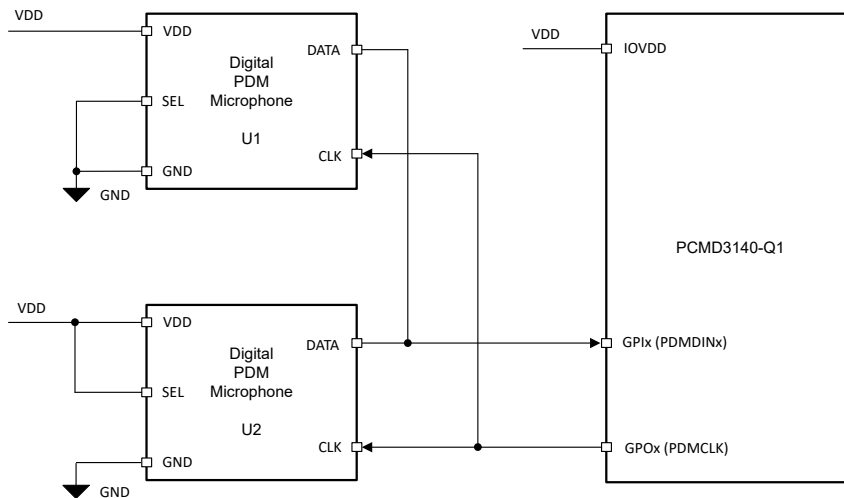 VDD
VDD
SEL
GND
GND
Digital
PDM
Microphone
U1
DATA
CLK
VDD
IOVDD
PCMD3140-Q1
GPIx (PDMDINx)
GPOx (PDMCLK)
VDD
VDD
SEL
GND
GND
Digital
PDM
Microphone
U2
DATA
CLK